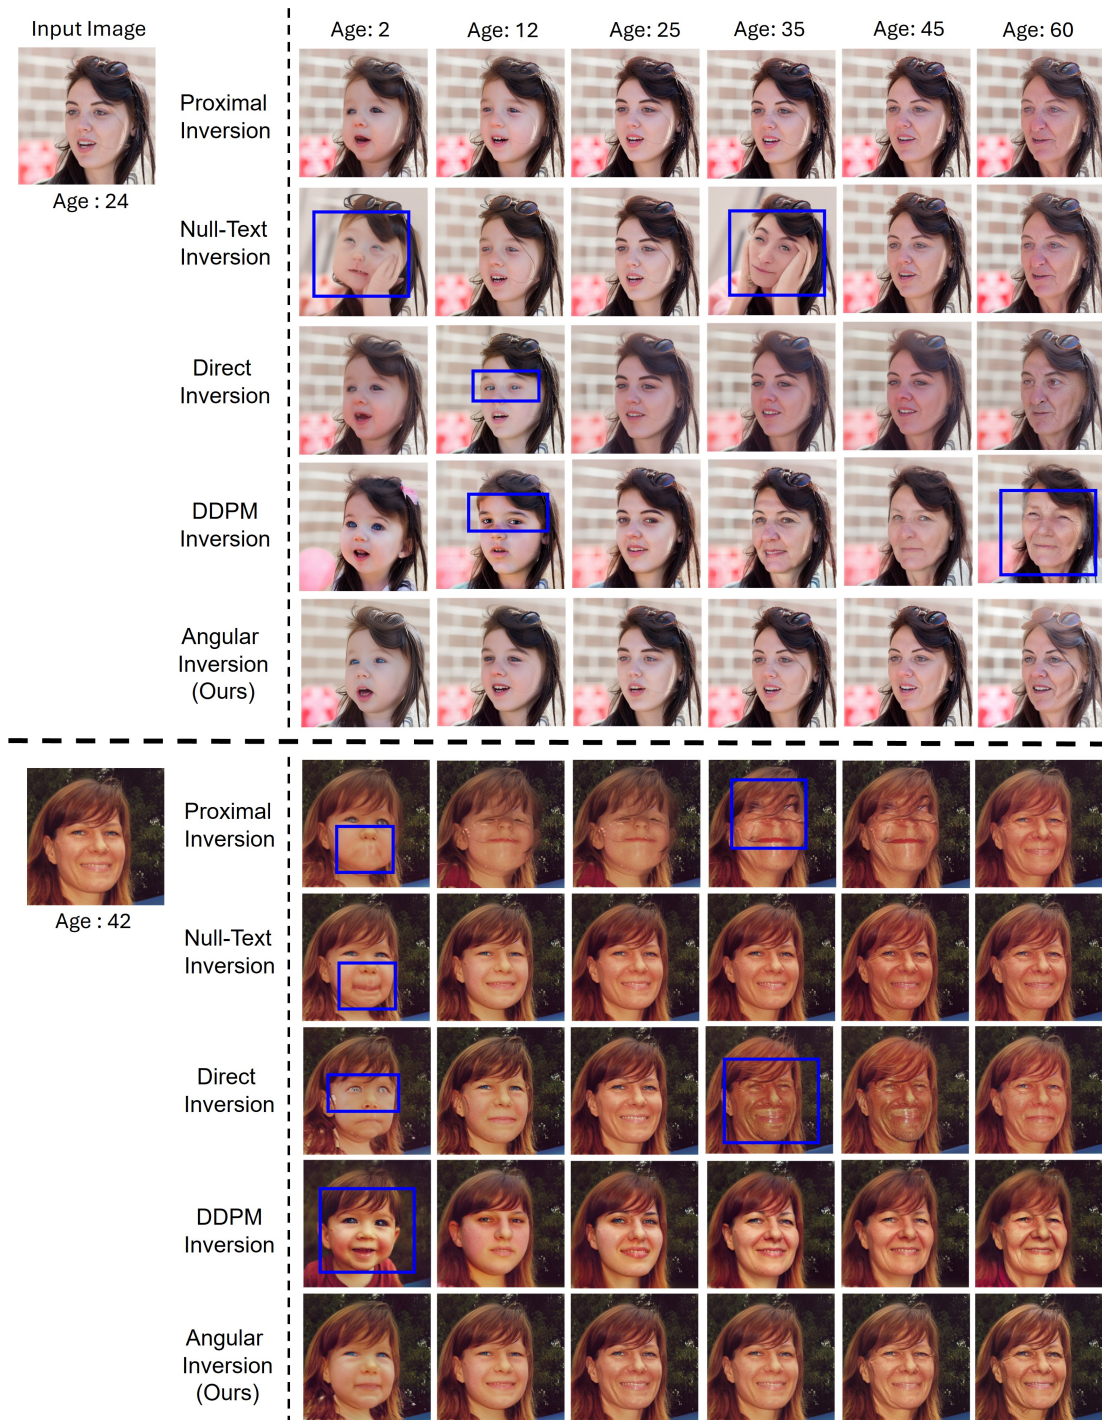 Input Image
Age: 2
Age: 12
Age: 25
Age: 35
Age: 45
Age: 60
Age : 24
Proximal
Inversion
Null-Text
Inversion
Direct
Inversion
DDPM
Inversion
Angular
Inversion
(Ours)
Age : 42
Proximal
Inversion
Null-Text
Inversion
Direct
Inversion
DDPM
Inversion
Angular
Inversion
(Ours)